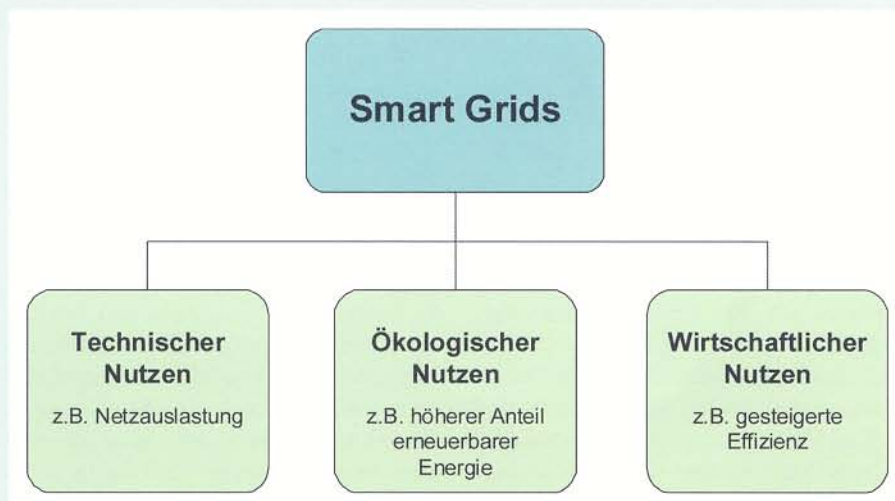 Smart Grids
Technischer
Nutzen
z.B. Netzauslastung
Ökologischer
Nutzen
z.B. höherer Anteil
erneuerbarer
Energie
Wirtschaftlicher
Nutzen
z.B. gesteigerte
Effizienz